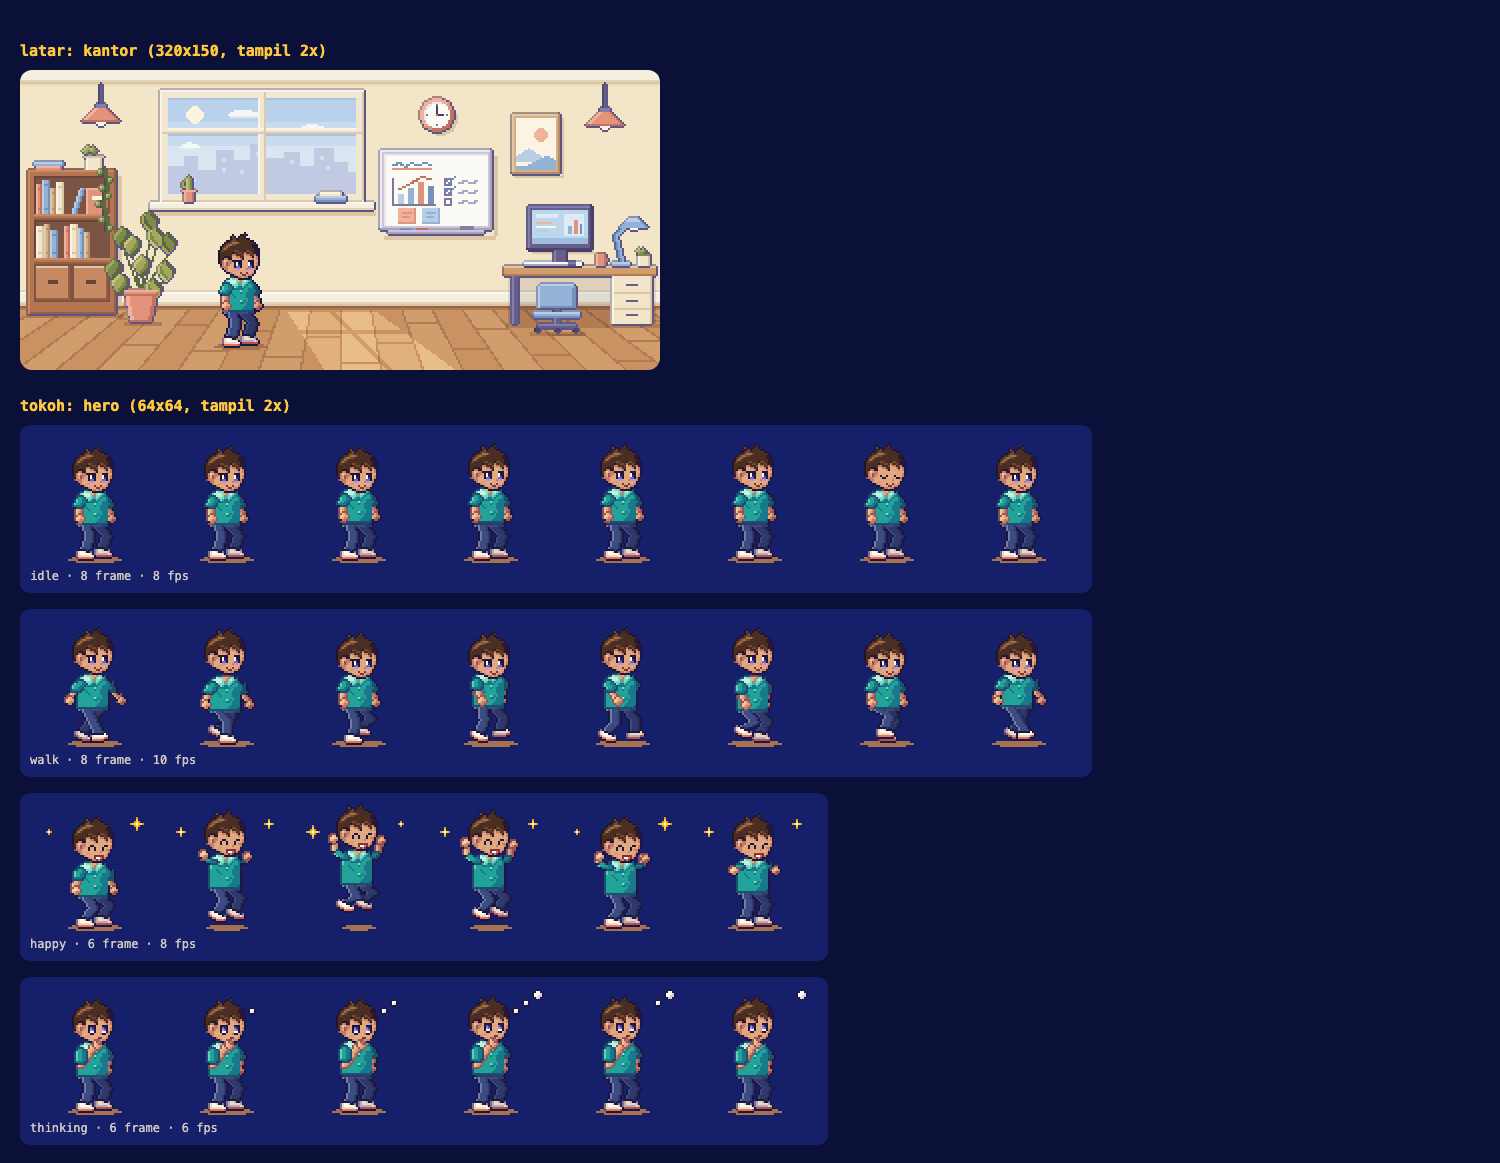 latar: kantor (320x150, tampil 2x)
tokoh: hero (64x64, tampil 2x)
idle · 8 frame · 8 fps
walk · 8 frame · 10 fps
happy · 6 frame · 8 fps
thinking · 6 frame · 6 fps